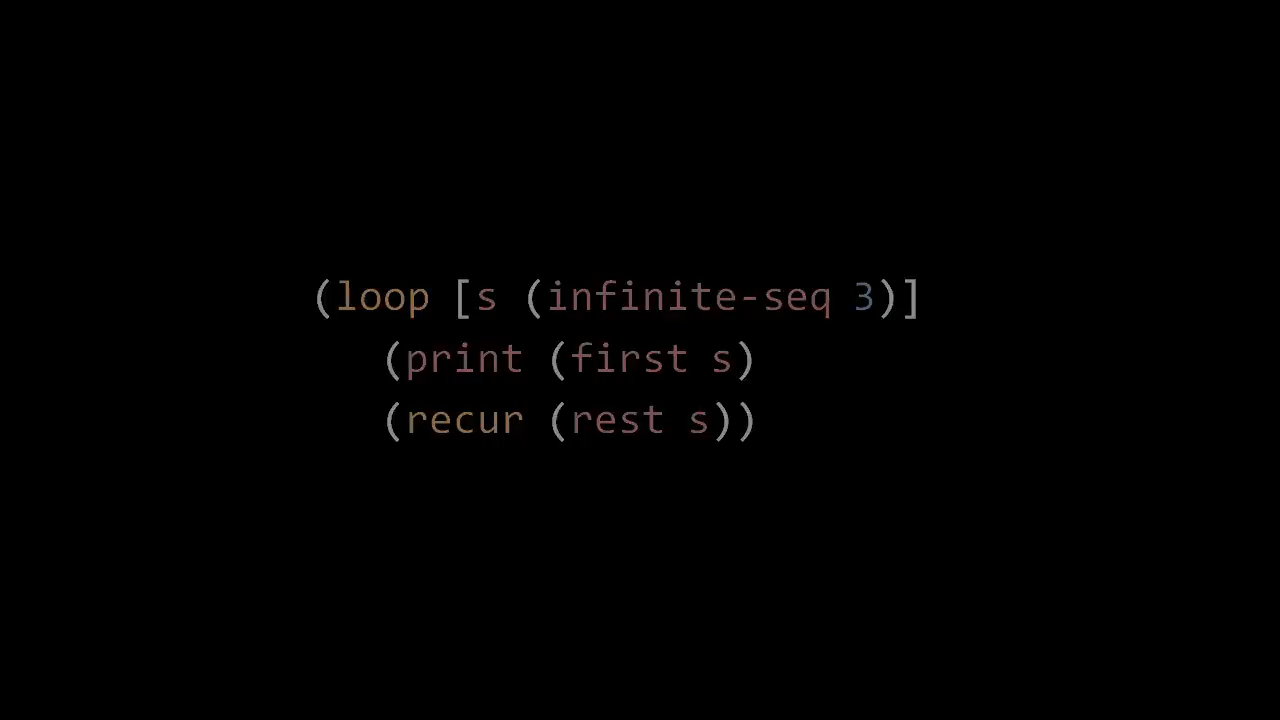 (loop [s (infinite-seq 3)]
(print (first s)
(recur (rest s))